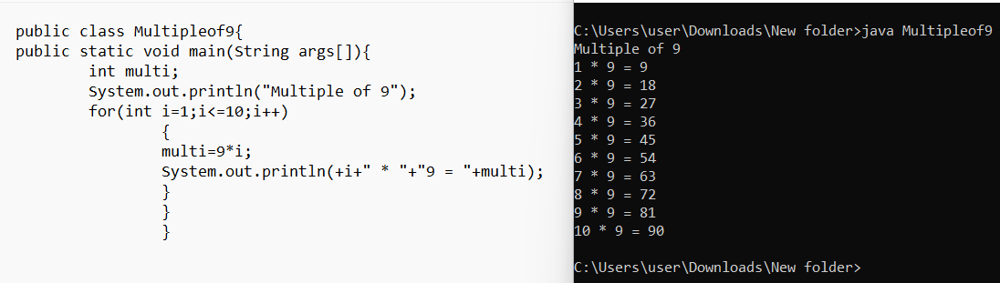 public class Multipleof9{
public static void main(String args[]){
int multi;
System.out.println("Multiple of 9");
for(int i=1;i<=10;i++)
{
multi=9*i;
System.out.println(+i+" * "+"9 = "+multi);
}
}
}
C:\Users\user\Downloads\New folder>java Multipleof9
Multiple of 9
1 * 9 = 9
2 * 9 = 18
3 * 9 = 27
4 * 9 = 36
5 * 9 = 45
6 * 9 = 54
7 * 9 = 63
8 * 9 = 72
9 * 9 = 81
10 * 9 = 90
C:\Users\user\Downloads\New folder>